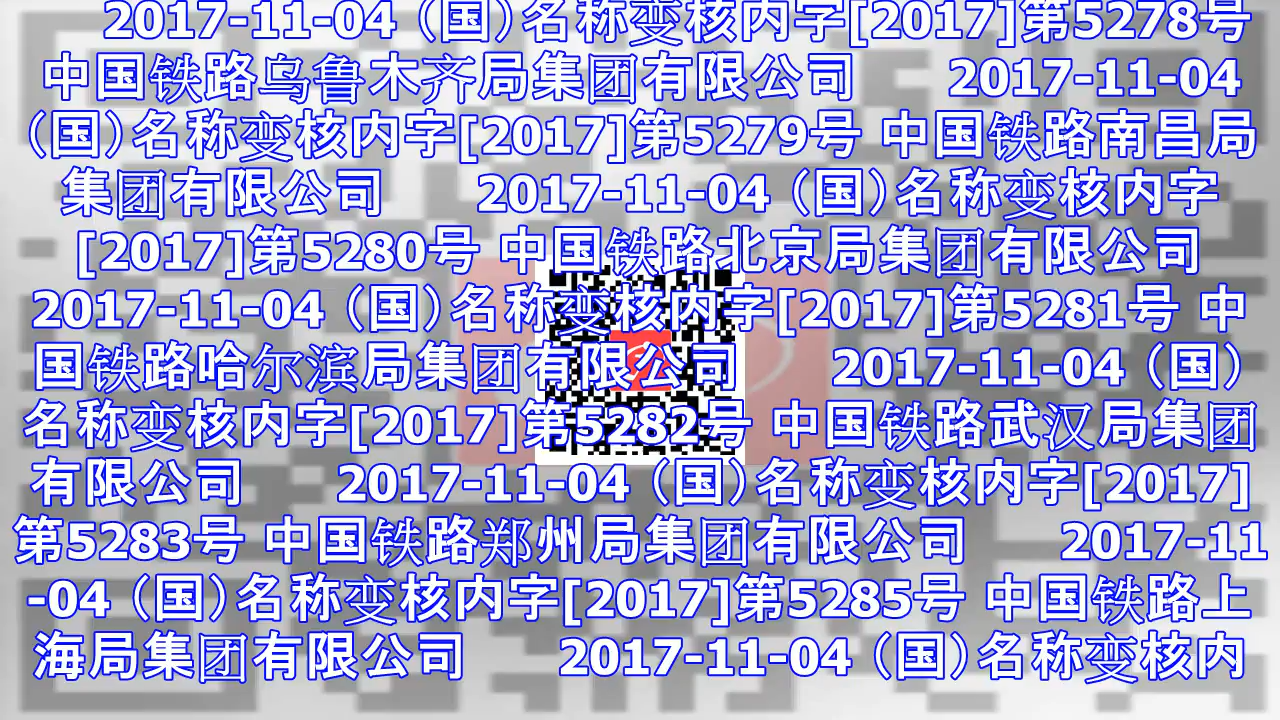 2017-11-04（国）名称变核内字[2017]第5278号
中国铁路乌鲁木齐局集团有限公司 2017-11-04
（国）名称变核内字[2017]第5279号 中国铁路南昌局
集团有限公司 2017-11-04（国）名称变核内字
[2017]第5280号 中国铁路北京局集团有限公司
2017-11-04（国）名称变核内字[2017]第5281号 中
国铁路哈尔滨局集团有限公司 2017-11-04（国）
名称变核内字[2017]第5282号 中国铁路武汉局集团
有限公司 2017-11-04（国）名称变核内字[2017]
第5283号 中国铁路郑州局集团有限公司 2017-11
-04（国）名称变核内字[2017]第5285号 中国铁路上
海局集团有限公司 2017-11-04（国）名称变核内